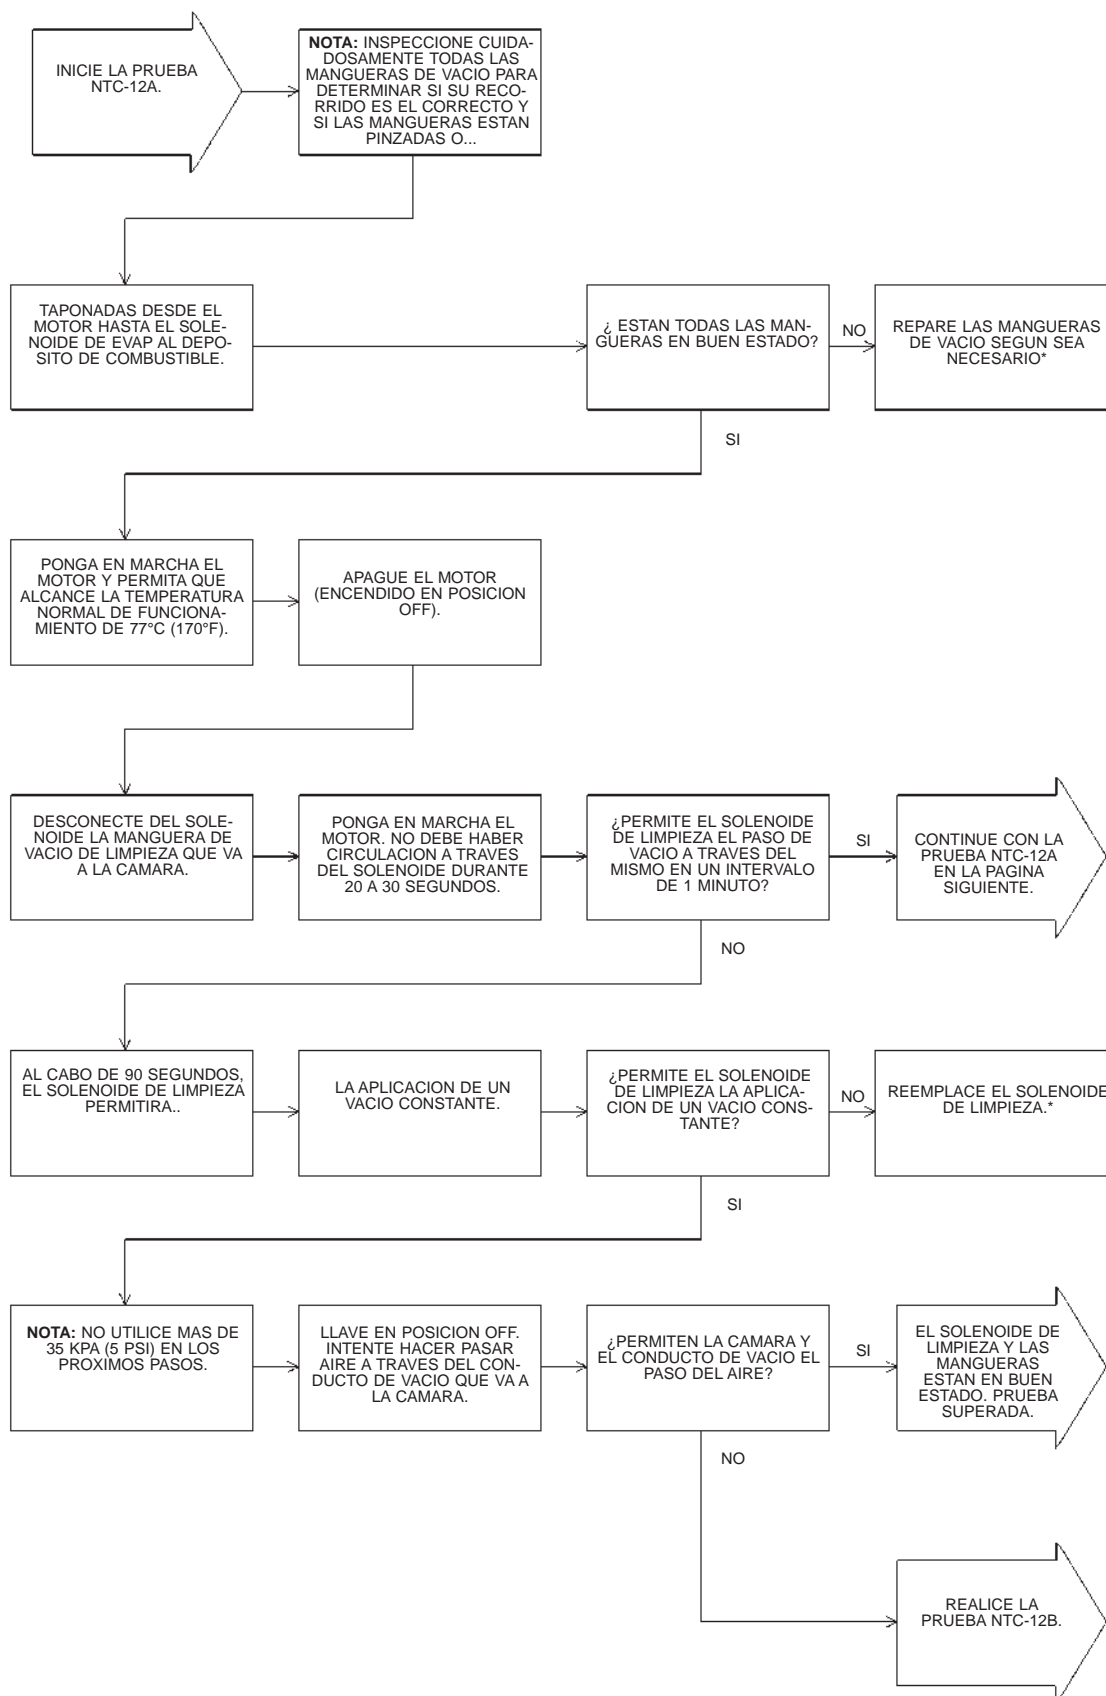 INICIE LA PRUEBA
NTC-12A.
NOTA: INSPECCIONE CUIDA-
DOSAMENTE TODAS LAS
MANGUERAS DE VACIO PARA
DETERMINAR SI SU RECO-
RRIDO ES EL CORRECTO Y
SI LAS MANGUERAS ESTAN
PINZADAS O...
TAPONADAS DESDE EL
MOTOR HASTA EL SOLE-
NOIDE DE EVAP AL DEPO-
SITO DE COMBUSTIBLE.
¿ ESTAN TODAS LAS MAN-
GUERAS EN BUEN ESTADO?
NO
REPARE LAS MANGUERAS
DE VACIO SEGUN SEA
NECESARIO*
SI
PONGA EN MARCHA EL
MOTOR Y PERMITA QUE
ALCANCE LA TEMPERATURA
NORMAL DE FUNCIONA-
MIENTO DE 77°C (170°F).
APAGUE EL MOTOR
(ENCENDIDO EN POSICION
OFF).
DESCONECTE DEL SOLE-
NOIDE LA MANGUERA DE
VACIO DE LIMPIEZA QUE VA
A LA CAMARA.
PONGA EN MARCHA EL
MOTOR. NO DEBE HABER
CIRCULACION A TRAVES
DEL SOLENOIDE DURANTE
20 A 30 SEGUNDOS.
¿PERMITE EL SOLENOIDE
DE LIMPIEZA EL PASO DE
VACIO A TRAVES DEL
MISMO EN UN INTERVALO
DE 1 MINUTO?
SI
CONTINUE CON LA
PRUEBA NTC-12A
EN LA PAGINA
SIGUIENTE.
NO
AL CABO DE 90 SEGUNDOS,
EL SOLENOIDE DE LIMPIEZA
PERMITIRA..
LA APLICACION DE UN
VACIO CONSTANTE.
¿PERMITE EL SOLENOIDE
DE LIMPIEZA LA APLICA-
CION DE UN VACIO CONS-
TANTE?
NO
REEMPLACE EL SOLENOIDE
DE LIMPIEZA.*
SI
NOTA: NO UTILICE MAS DE
35 KPA (5 PSI) EN LOS
PROXIMOS PASOS.
LLAVE EN POSICION OFF.
INTENTE HACER PASAR
AIRE A TRAVES DEL CON-
DUCTO DE VACIO QUE VA A
LA CAMARA.
¿PERMITEN LA CAMARA Y
EL CONDUCTO DE VACIO EL
PASO DEL AIRE?
SI
EL SOLENOIDE DE
LIMPIEZA Y LAS
MANGUERAS
ESTAN EN BUEN
ESTADO. PRUEBA
SUPERADA.
NO
REALICE LA
PRUEBA NTC-12B.